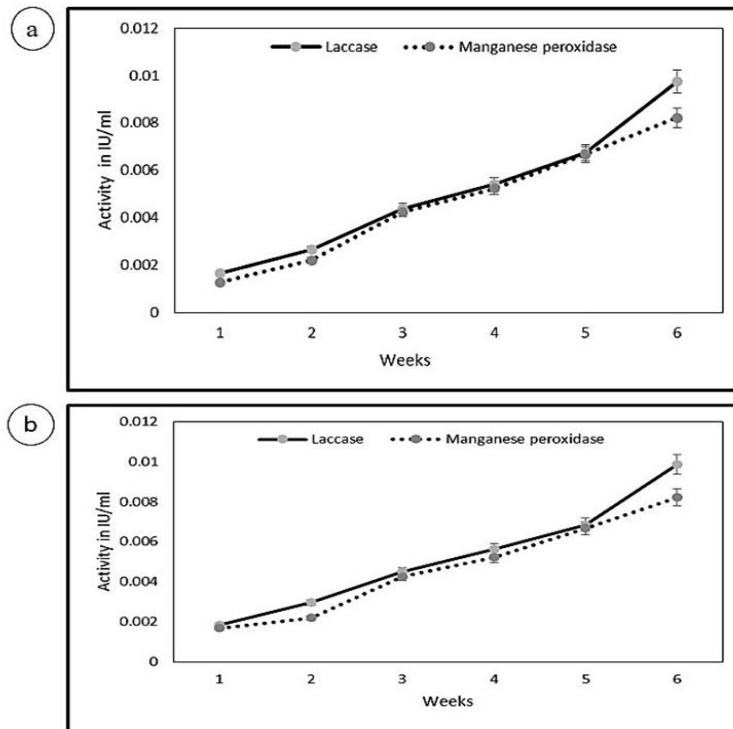 a
Laccase Manganese peroxidase
Activity in IU/ml
0.012
0.01
0.008
0.006
0.004
0.002
0
1 2 3 4 5 6
Weeks
b
Laccase Manganese peroxidase
Activity in IU/ml
0.012
0.01
0.008
0.006
0.004
0.002
0
1 2 3 4 5 6
Weeks